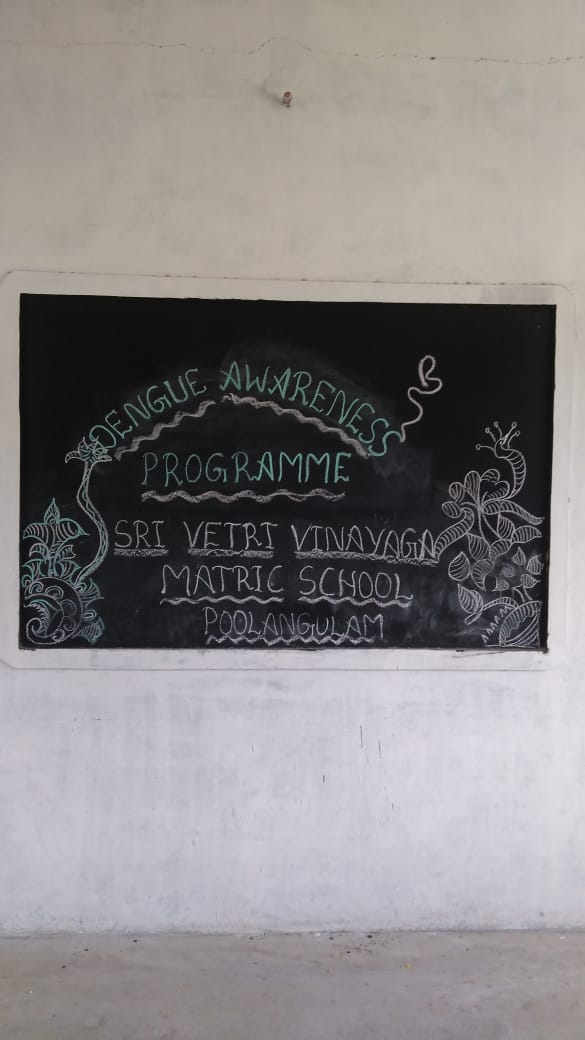 DENGUE AWARENESS
PROGRAMME
SRI VETRI VINAYAGA
MATRIC SCHOOL
POOLANGULAM